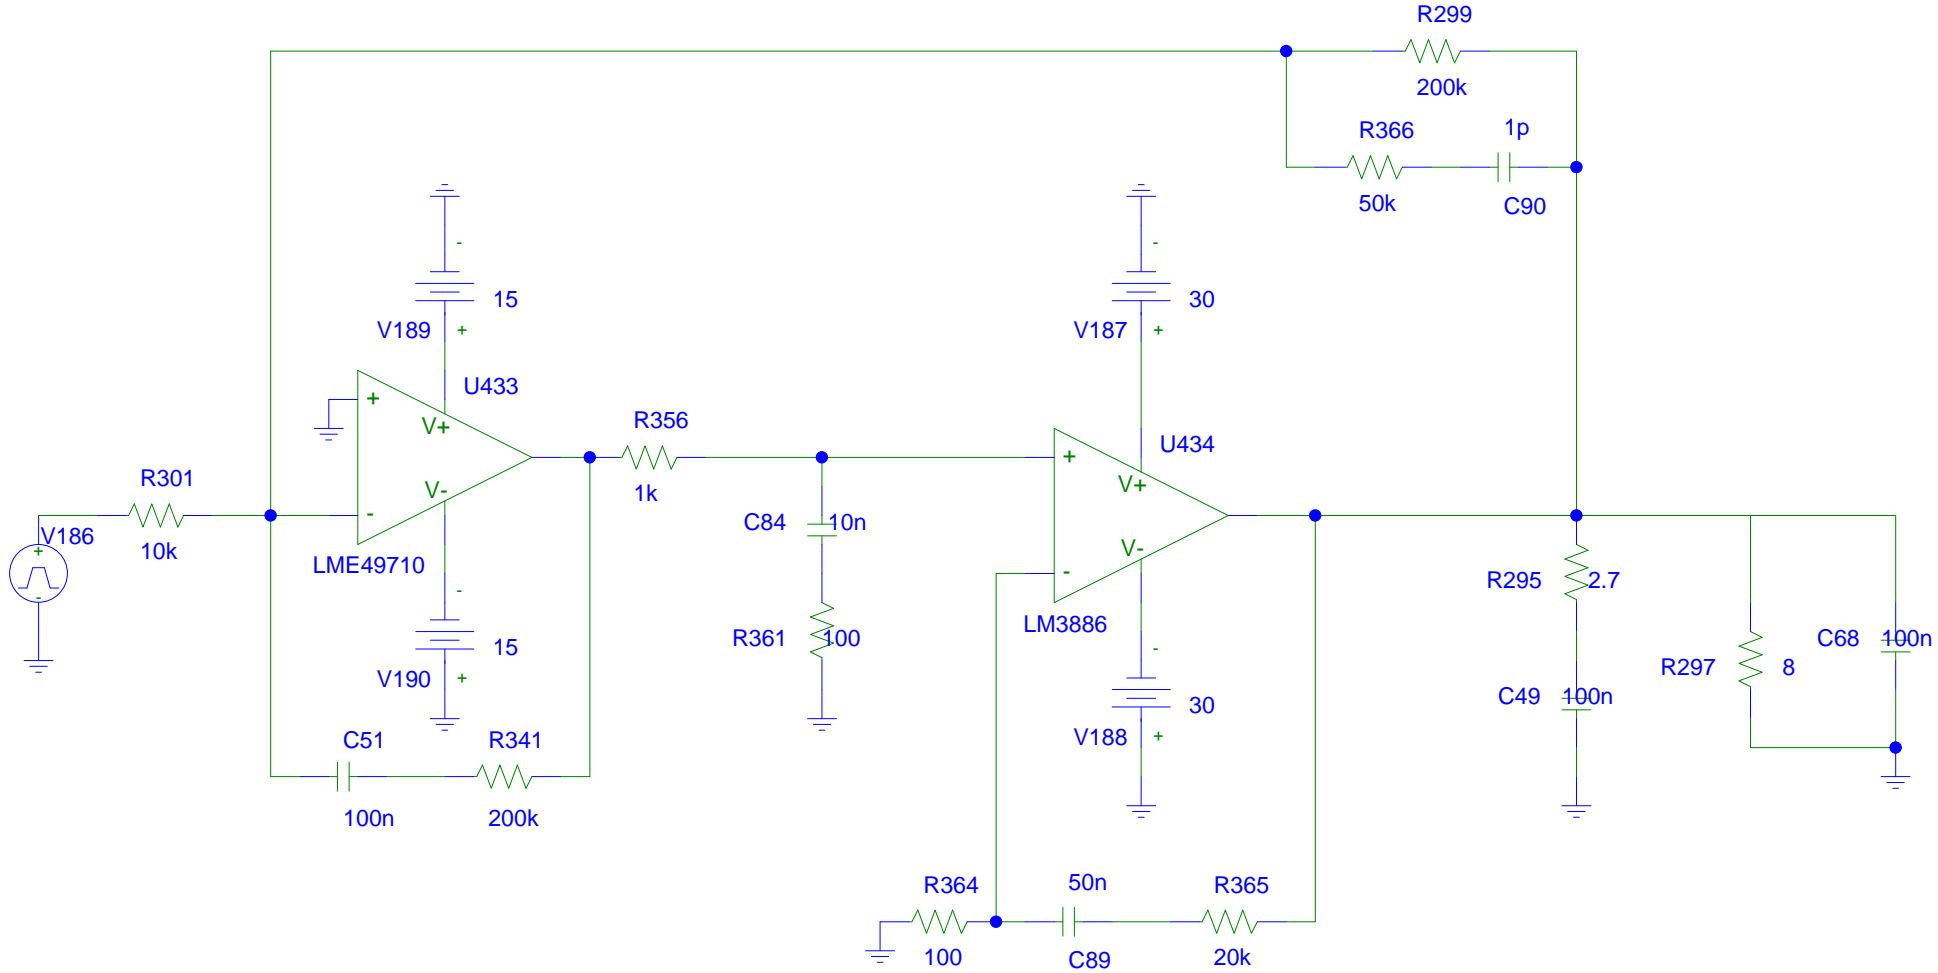 R299
200k
R366
1p
50k
C90
-
15
V189
+
-
30
V187
+
U433
+
V+
V-
-
LME49710
R301
10k
V186
+
-
R356
1k
U434
+
V+
V-
-
LM3886
C84
10n
R361
100
-
15
V190
+
-
30
V188
+
R295
2.7
C49
100n
R297
8
C68
100n
C51
100n
R341
200k
R364
100
50n
C89
R365
20k